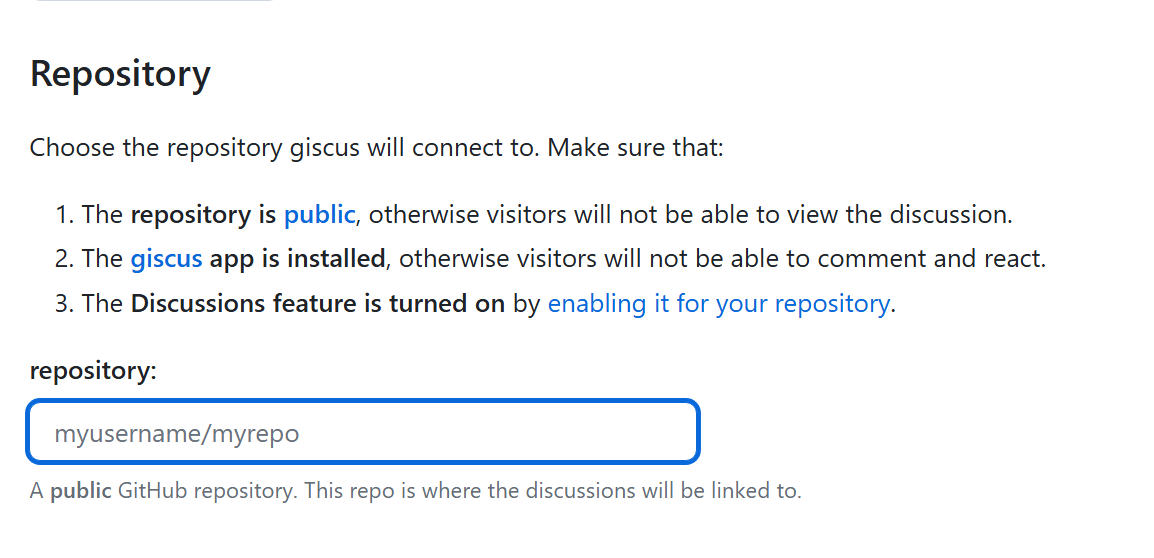 Repository
Choose the repository giscus will connect to. Make sure that:
1. The repository is public, otherwise visitors will not be able to view the discussion.
2. The giscus app is installed, otherwise visitors will not be able to comment and react.
3. The Discussions feature is turned on by enabling it for your repository.
repository:
myusername/myrepo
A public GitHub repository. This repo is where the discussions will be linked to.